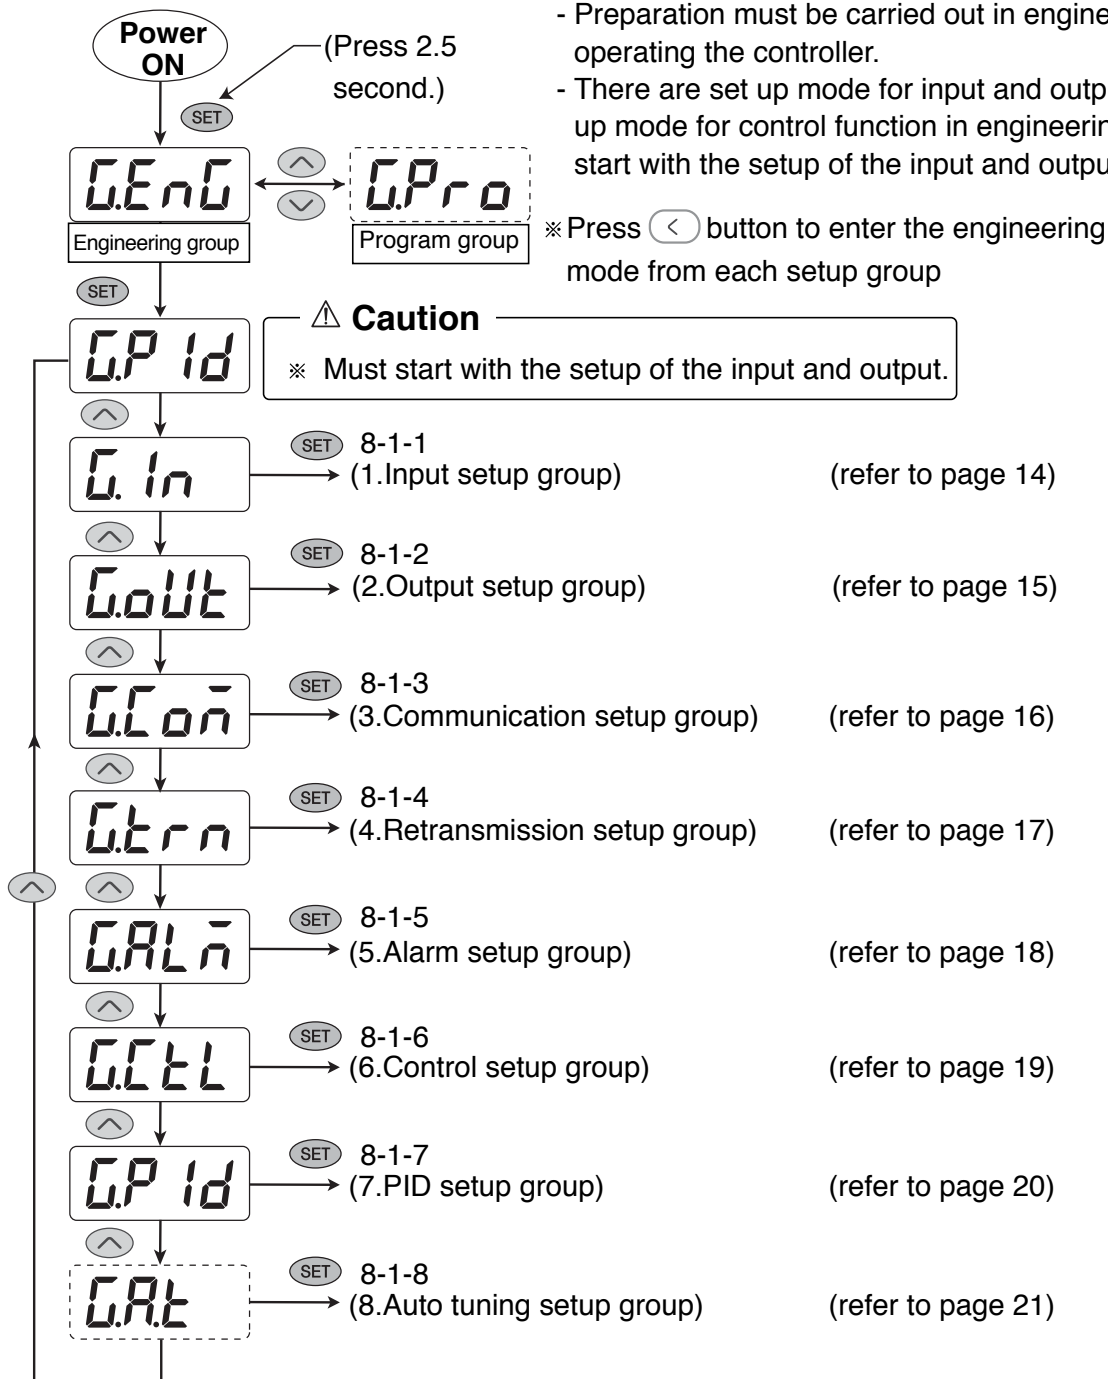 Power
ON
(Press 2.5
second.)
SET
- Preparation must be carried out in engine
operating the controller.
- There are set up mode for input and outp
up mode for control function in engineerin
start with the setup of the input and outpu
G.EnG
G.Pro
Engineering group
Program group
※Press < button to enter the engineering
mode from each setup group
SET
G.PId
⚠ Caution
※ Must start with the setup of the input and output.
G. In
SET 8-1-1
(1.Input setup group) (refer to page 14)
G.oUt
SET 8-1-2
(2.Output setup group) (refer to page 15)
G.Com
SET 8-1-3
(3.Communication setup group) (refer to page 16)
G.trn
SET 8-1-4
(4.Retransmission setup group) (refer to page 17)
G.ALm
SET 8-1-5
(5.Alarm setup group) (refer to page 18)
G.CtL
SET 8-1-6
(6.Control setup group) (refer to page 19)
G.PId
SET 8-1-7
(7.PID setup group) (refer to page 20)
G.At
SET 8-1-8
(8.Auto tuning setup group) (refer to page 21)